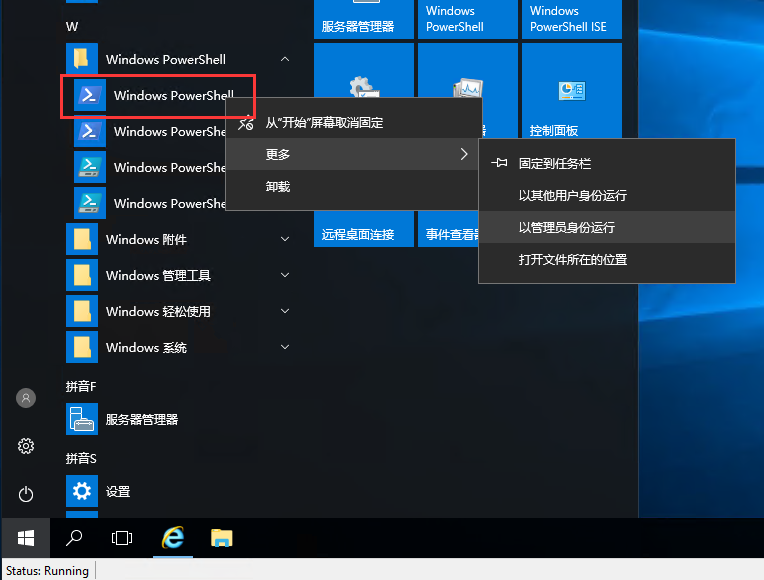 W
Windows PowerShell
Windows PowerShell
Windows PowerShe
Windows PowerShe
Windows PowerShe
Windows 附件
Windows 管理工具
Windows 轻松使用
Windows 系统
拼音F
服务器管理器
拼音S
设置
服务器管理器
Windows
PowerShell
Windows
PowerShell ISE
器
控制面板
远程桌面连接
事件查看器
从"开始"屏幕取消固定
更多
卸载
固定到任务栏
以其他用户身份运行
以管理员身份运行
打开文件所在的位置
Status: Running